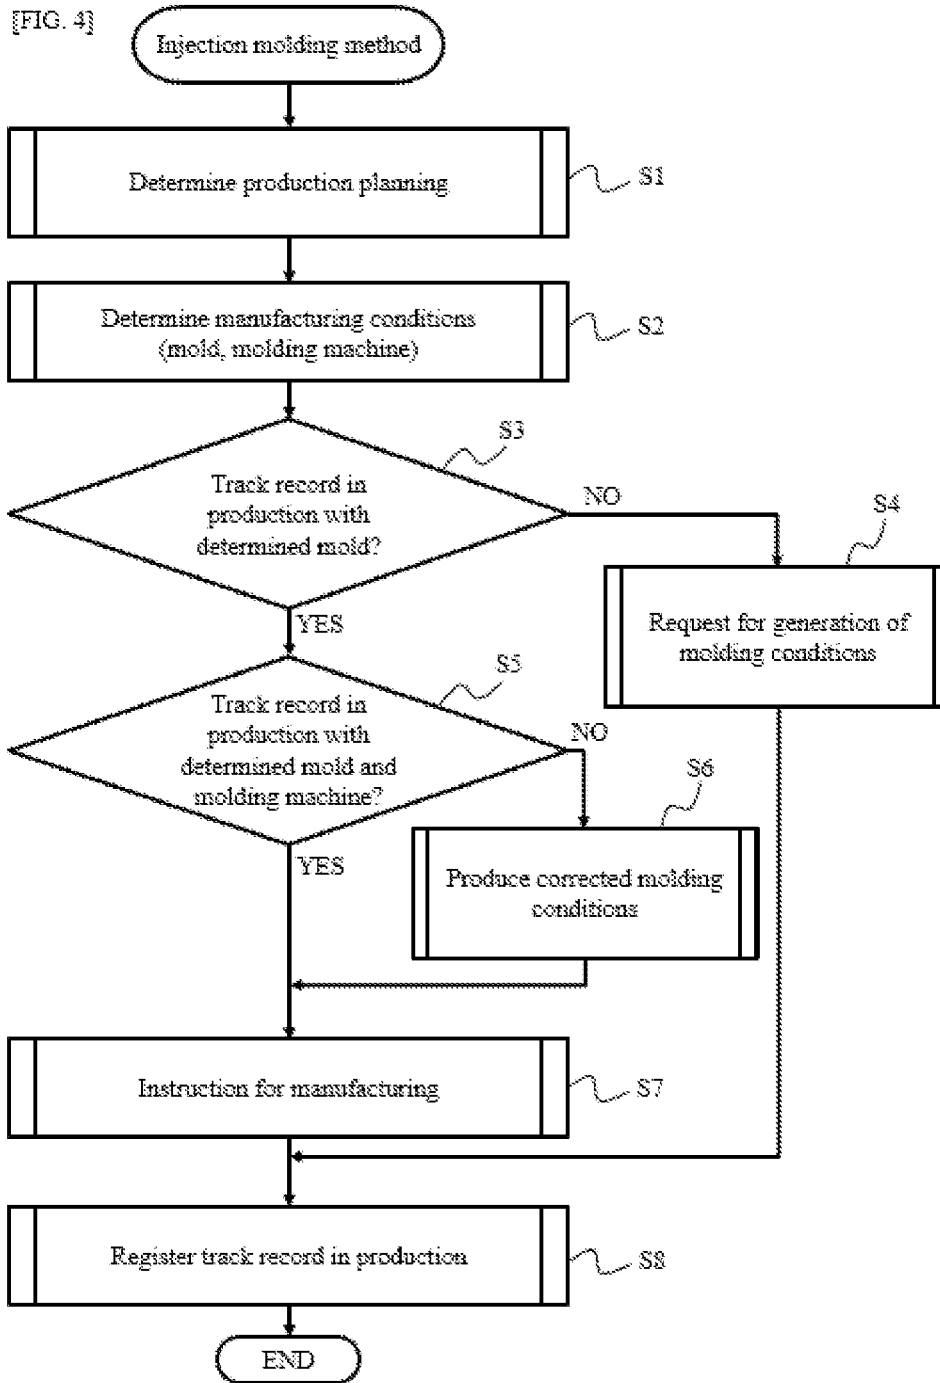 [FIG. 4]
Injection molding method
Determine production planning
S1
Determine manufacturing conditions
(mold, molding machine)
S2
S3
Track record in
production with
determined mold?
NO
S4
YES
Request for generation of
molding conditions
S5
Track record in
production with
determined mold and
molding machine?
NO
S6
YES
Produce corrected molding
conditions
Instruction for manufacturing
S7
Register track record in production
S8
END